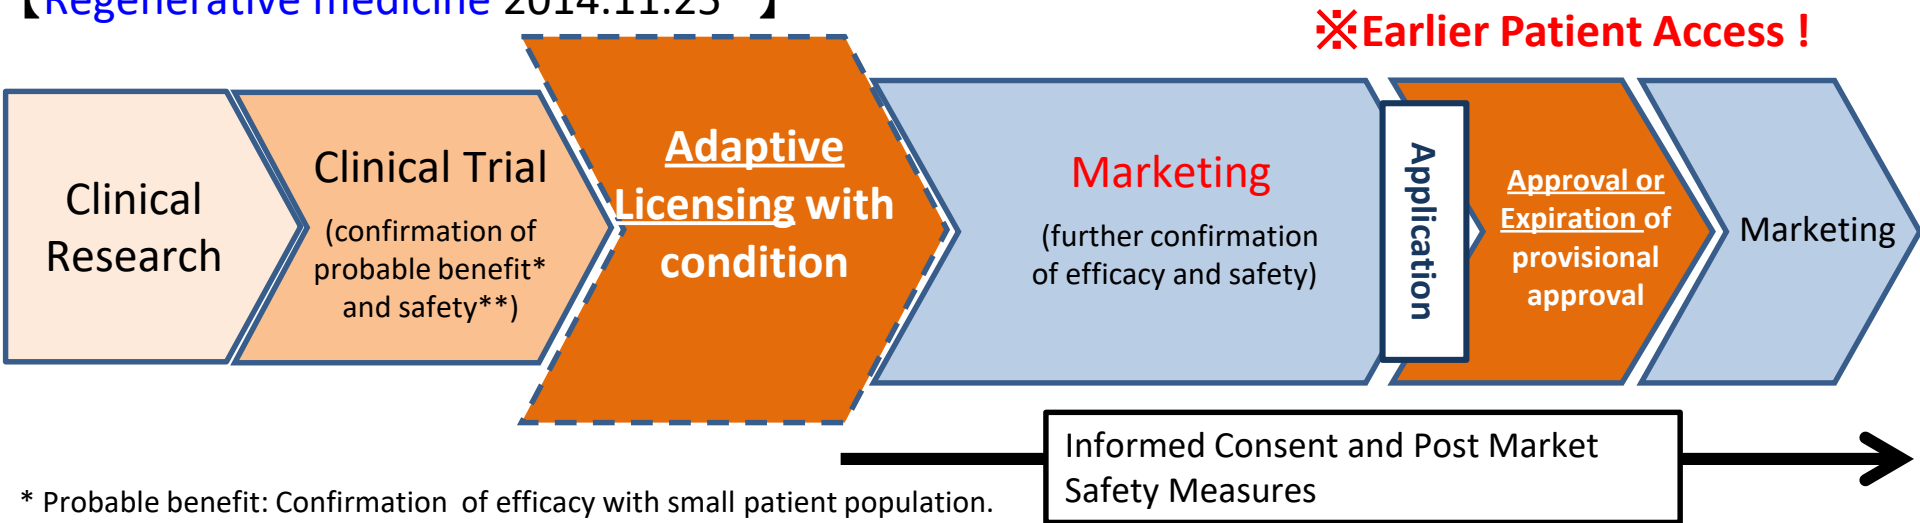 【Regenerative medicine 2014.11.25 】
※Earlier Patient Access !
Clinical
Research
Clinical Trial
(confirmation of
probable benefit*
and safety**)
Adaptive
Licensing with
condition
Marketing
(further confirmation
of efficacy and safety)
Application
Approval or
Expiration of
provisional
approval
Marketing
Informed Consent and Post Market
Safety Measures
* Probable benefit: Confirmation of efficacy with small patient population.